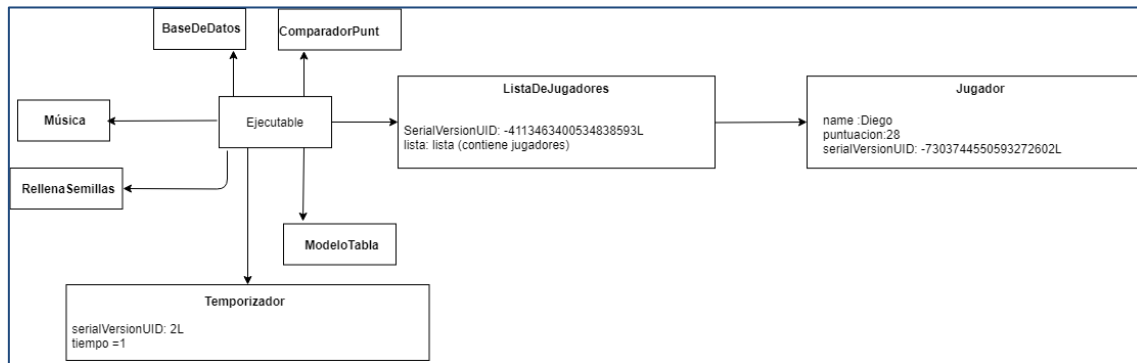 BaseDeDatos
ComparadorPunt
Música
Ejecutable
ListaDeJugadores
SerialVersionUID: -4113463400534838593L
lista: lista (contiene jugadores)
Jugador
name :Diego
puntuacion:28
serialVersionUID: -7303744550593272602L
RellenaSemillas
ModeloTabla
Temporizador
serialVersionUID: 2L
tiempo =1